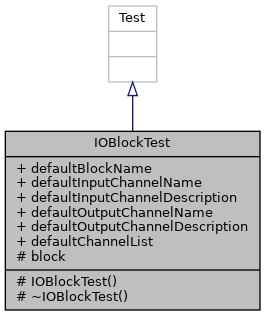 Test
IOBlockTest
+ defaultBlockName
+ defaultInputChannelName
+ defaultInputChannelDescription
+ defaultOutputChannelName
+ defaultOutputChannelDescription
+ defaultChannelList
# block
# IOBlockTest()
# ~IOBlockTest()